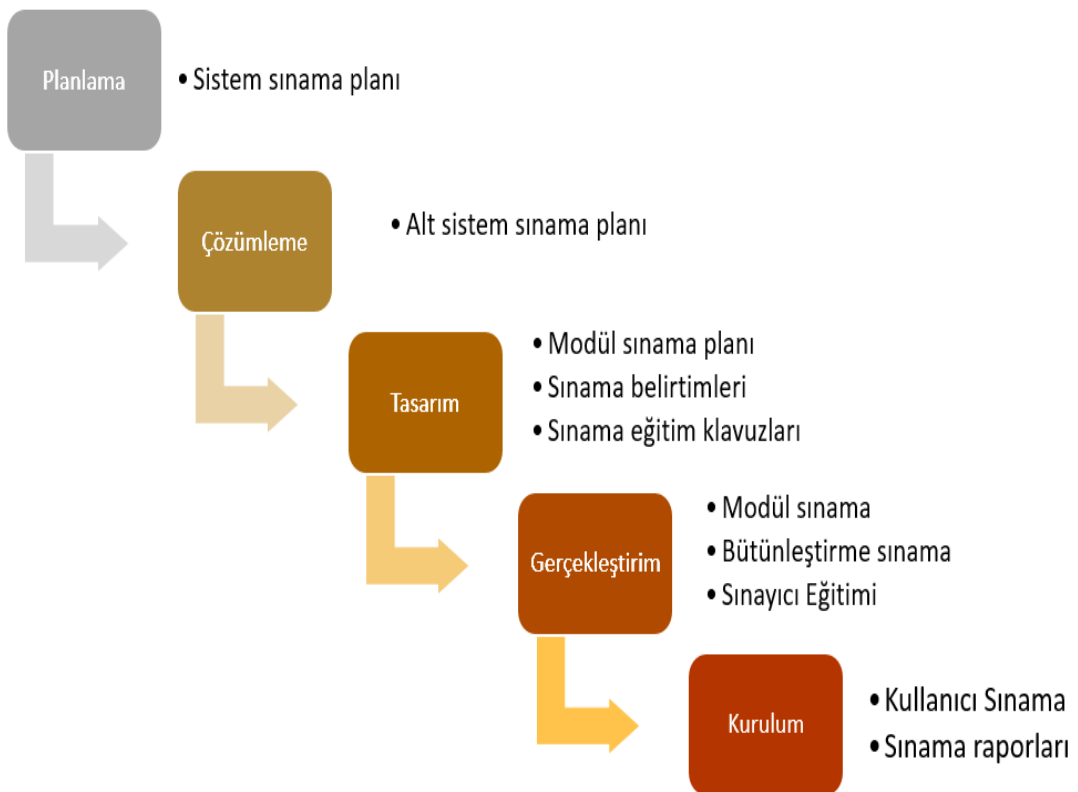 Planlama
• Sistem sınama planı
Çözümleme
• Alt sistem sınama planı
Tasarım
• Modül sınama planı
• Sınama belirtimleri
• Sınama eğitim klavuzları
Gerçekleştirim
• Modül sınama
• Bütünleştirme sınama
• Sınayıcı Eğitimi
Kurulum
• Kullanıcı Sınama
• Sınama raporları